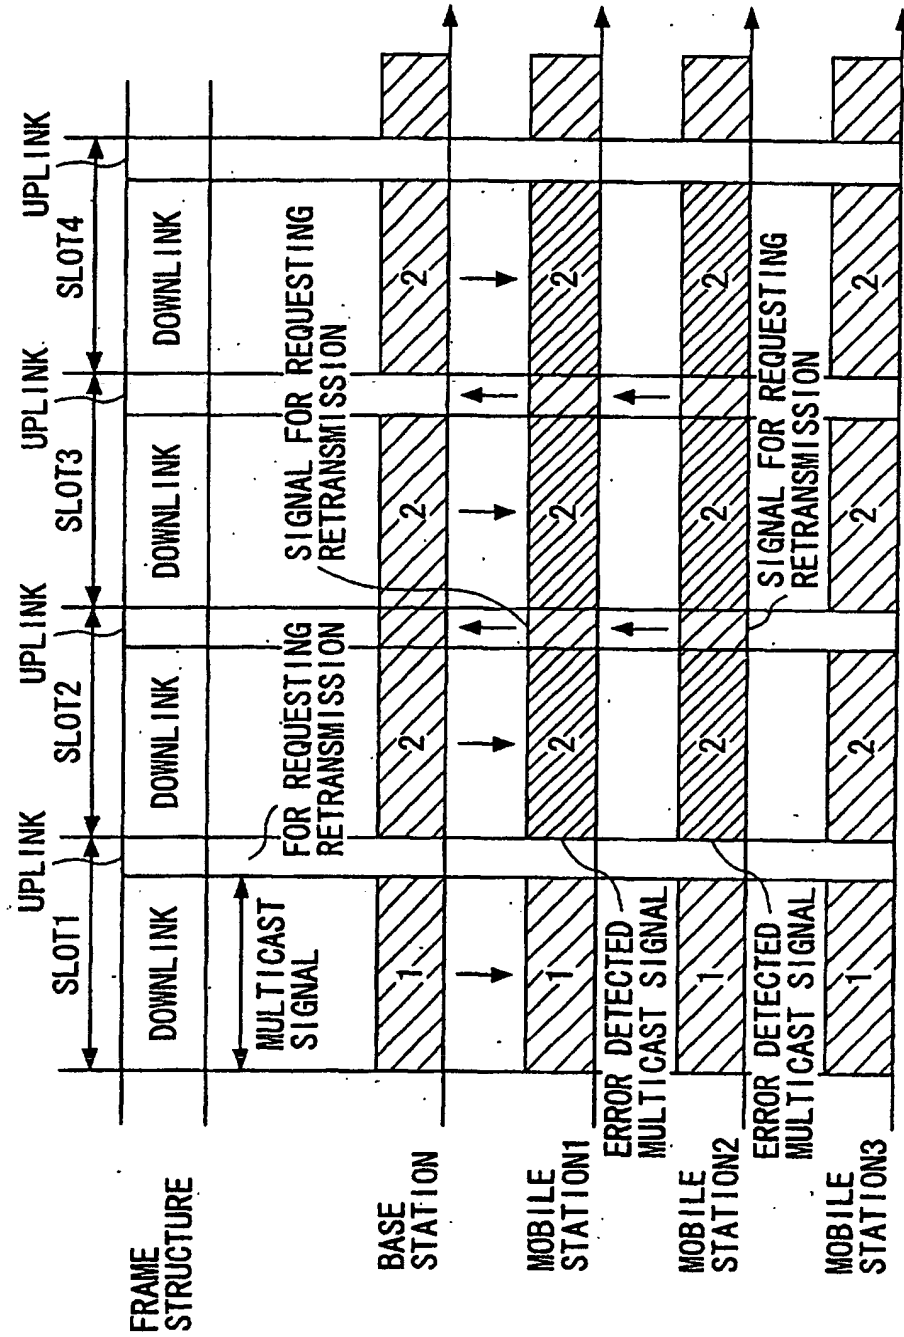 SLOT1
SLOT2
SLOT3
SLOT4
UPLINK
UPLINK
UPLINK
UPLINK
FRAME
STRUCTURE
DOWNLINK
DOWNLINK
DOWNLINK
DOWNLINK
MULTICAST
SIGNAL
FOR REQUESTING
RETRANSMISSION
SIGNAL FOR REQUESTING
RETRANSMISSION
BASE
STATION
1
2
2
2
MOBILE
STATION1
1
2
2
2
ERROR DETECTED
MULTICAST SIGNAL
MOBILE
STATION2
1
2
2
2
ERROR DETECTED
MULTICAST SIGNAL
SIGNAL FOR REQUESTING
RETRANSMISSION
MOBILE
STATION3
1
2
2
2